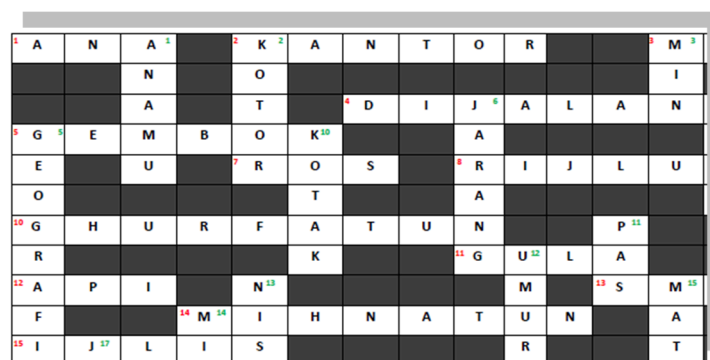 1 A N A 1 2 K 2 A N T O R 3 M 3
N O I
A T 4 D I J 6 A L A N
5 G 5 E M B O K 10 A
E U 7 R O S 8 R I J L U
O T A
10 G H U R F A T U N P 11
R K 11 G U 12 L A
12 A P I N 13 M 13 S M 15
F 14 M 14 I H N A T U N A
15 I J 17 L I S R T